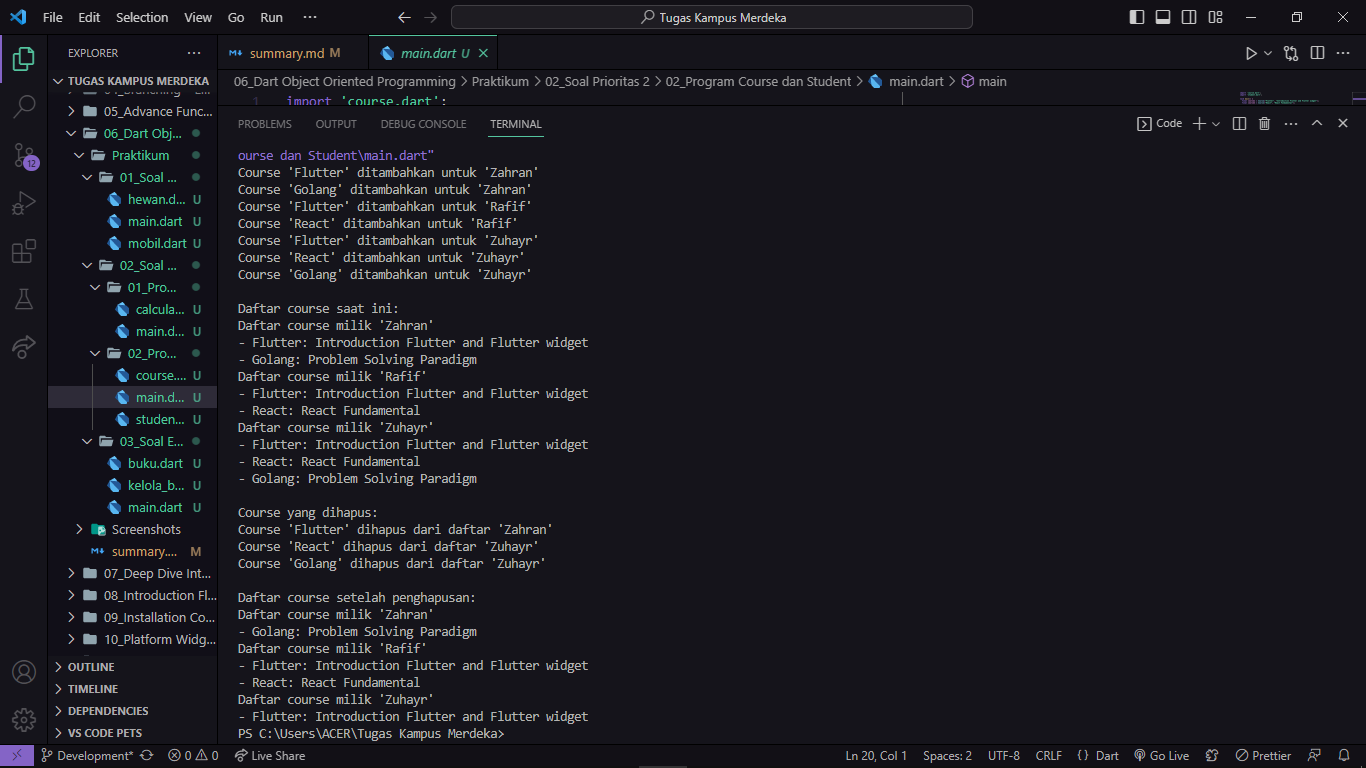 File Edit Selection View Go Run ···
Tugas Kampus Merdeka
EXPLORER ···
TUGAS KAMPUS MERDEKA
05_Advance Func...
06_Dart Obj...
Praktikum
01_Soal ...
hewan.d... U
main.dart U
mobil.dart U
02_Soal ...
01_Pro...
calcula... U
main.d... U
02_Pro...
course.... U
main.d... U
studen... U
03_Soal E...
buku.dart U
kelola_b... U
main.dart U
Screenshots
summary.... M
07_Deep Dive Int...
08_Introduction Fl...
09_Installation Co...
10_Platform Widg...
OUTLINE
TIMELINE
DEPENDENCIES
VS CODE PETS
12
summary.md M
main.dart U
06_Dart Object Oriented Programming > Praktikum > 02_Soal Prioritas 2 > 02_Program Course dan Student > main.dart > main
1 import 'course.dart';
PROBLEMS OUTPUT DEBUG CONSOLE TERMINAL
Code
ourse dan Student\main.dart"
Course 'Flutter' ditambahkan untuk 'Zahran'
Course 'Golang' ditambahkan untuk 'Zahran'
Course 'Flutter' ditambahkan untuk 'Rafif'
Course 'React' ditambahkan untuk 'Rafif'
Course 'Flutter' ditambahkan untuk 'Zuhayr'
Course 'React' ditambahkan untuk 'Zuhayr'
Course 'Golang' ditambahkan untuk 'Zuhayr'
Daftar course saat ini:
Daftar course milik 'Zahran'
- Flutter: Introduction Flutter and Flutter widget
- Golang: Problem Solving Paradigm
Daftar course milik 'Rafif'
- Flutter: Introduction Flutter and Flutter widget
- React: React Fundamental
Daftar course milik 'Zuhayr'
- Flutter: Introduction Flutter and Flutter widget
- React: React Fundamental
- Golang: Problem Solving Paradigm
Course yang dihapus:
Course 'Flutter' dihapus dari daftar 'Zahran'
Course 'React' dihapus dari daftar 'Zuhayr'
Course 'Golang' dihapus dari daftar 'Zuhayr'
Daftar course setelah penghapusan:
Daftar course milik 'Zahran'
- Golang: Problem Solving Paradigm
Daftar course milik 'Rafif'
- Flutter: Introduction Flutter and Flutter widget
- React: React Fundamental
Daftar course milik 'Zuhayr'
- Flutter: Introduction Flutter and Flutter widget
PS C:\Users\ACER\Tugas Kampus Merdeka>
Development* 0 0 Live Share
Ln 20, Col 1 Spaces: 2 UTF-8 CRLF {} Dart Go Live Prettier